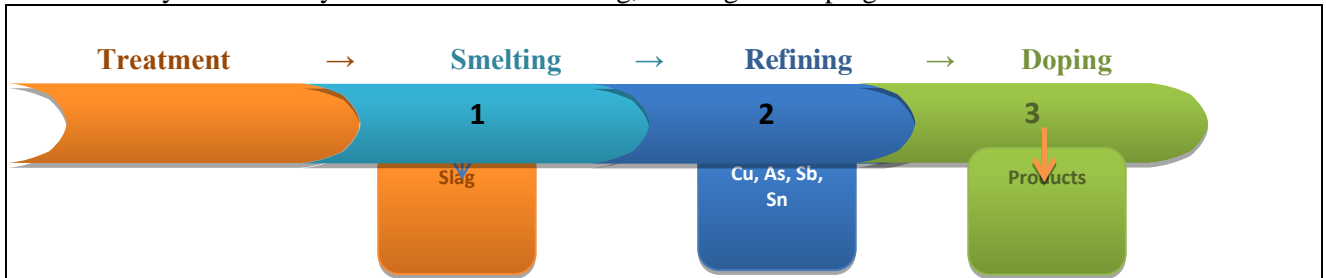 Treatment → Smelting → Refining → Doping
1 2 3
Slag Cu, As, Sb, Products
Sn